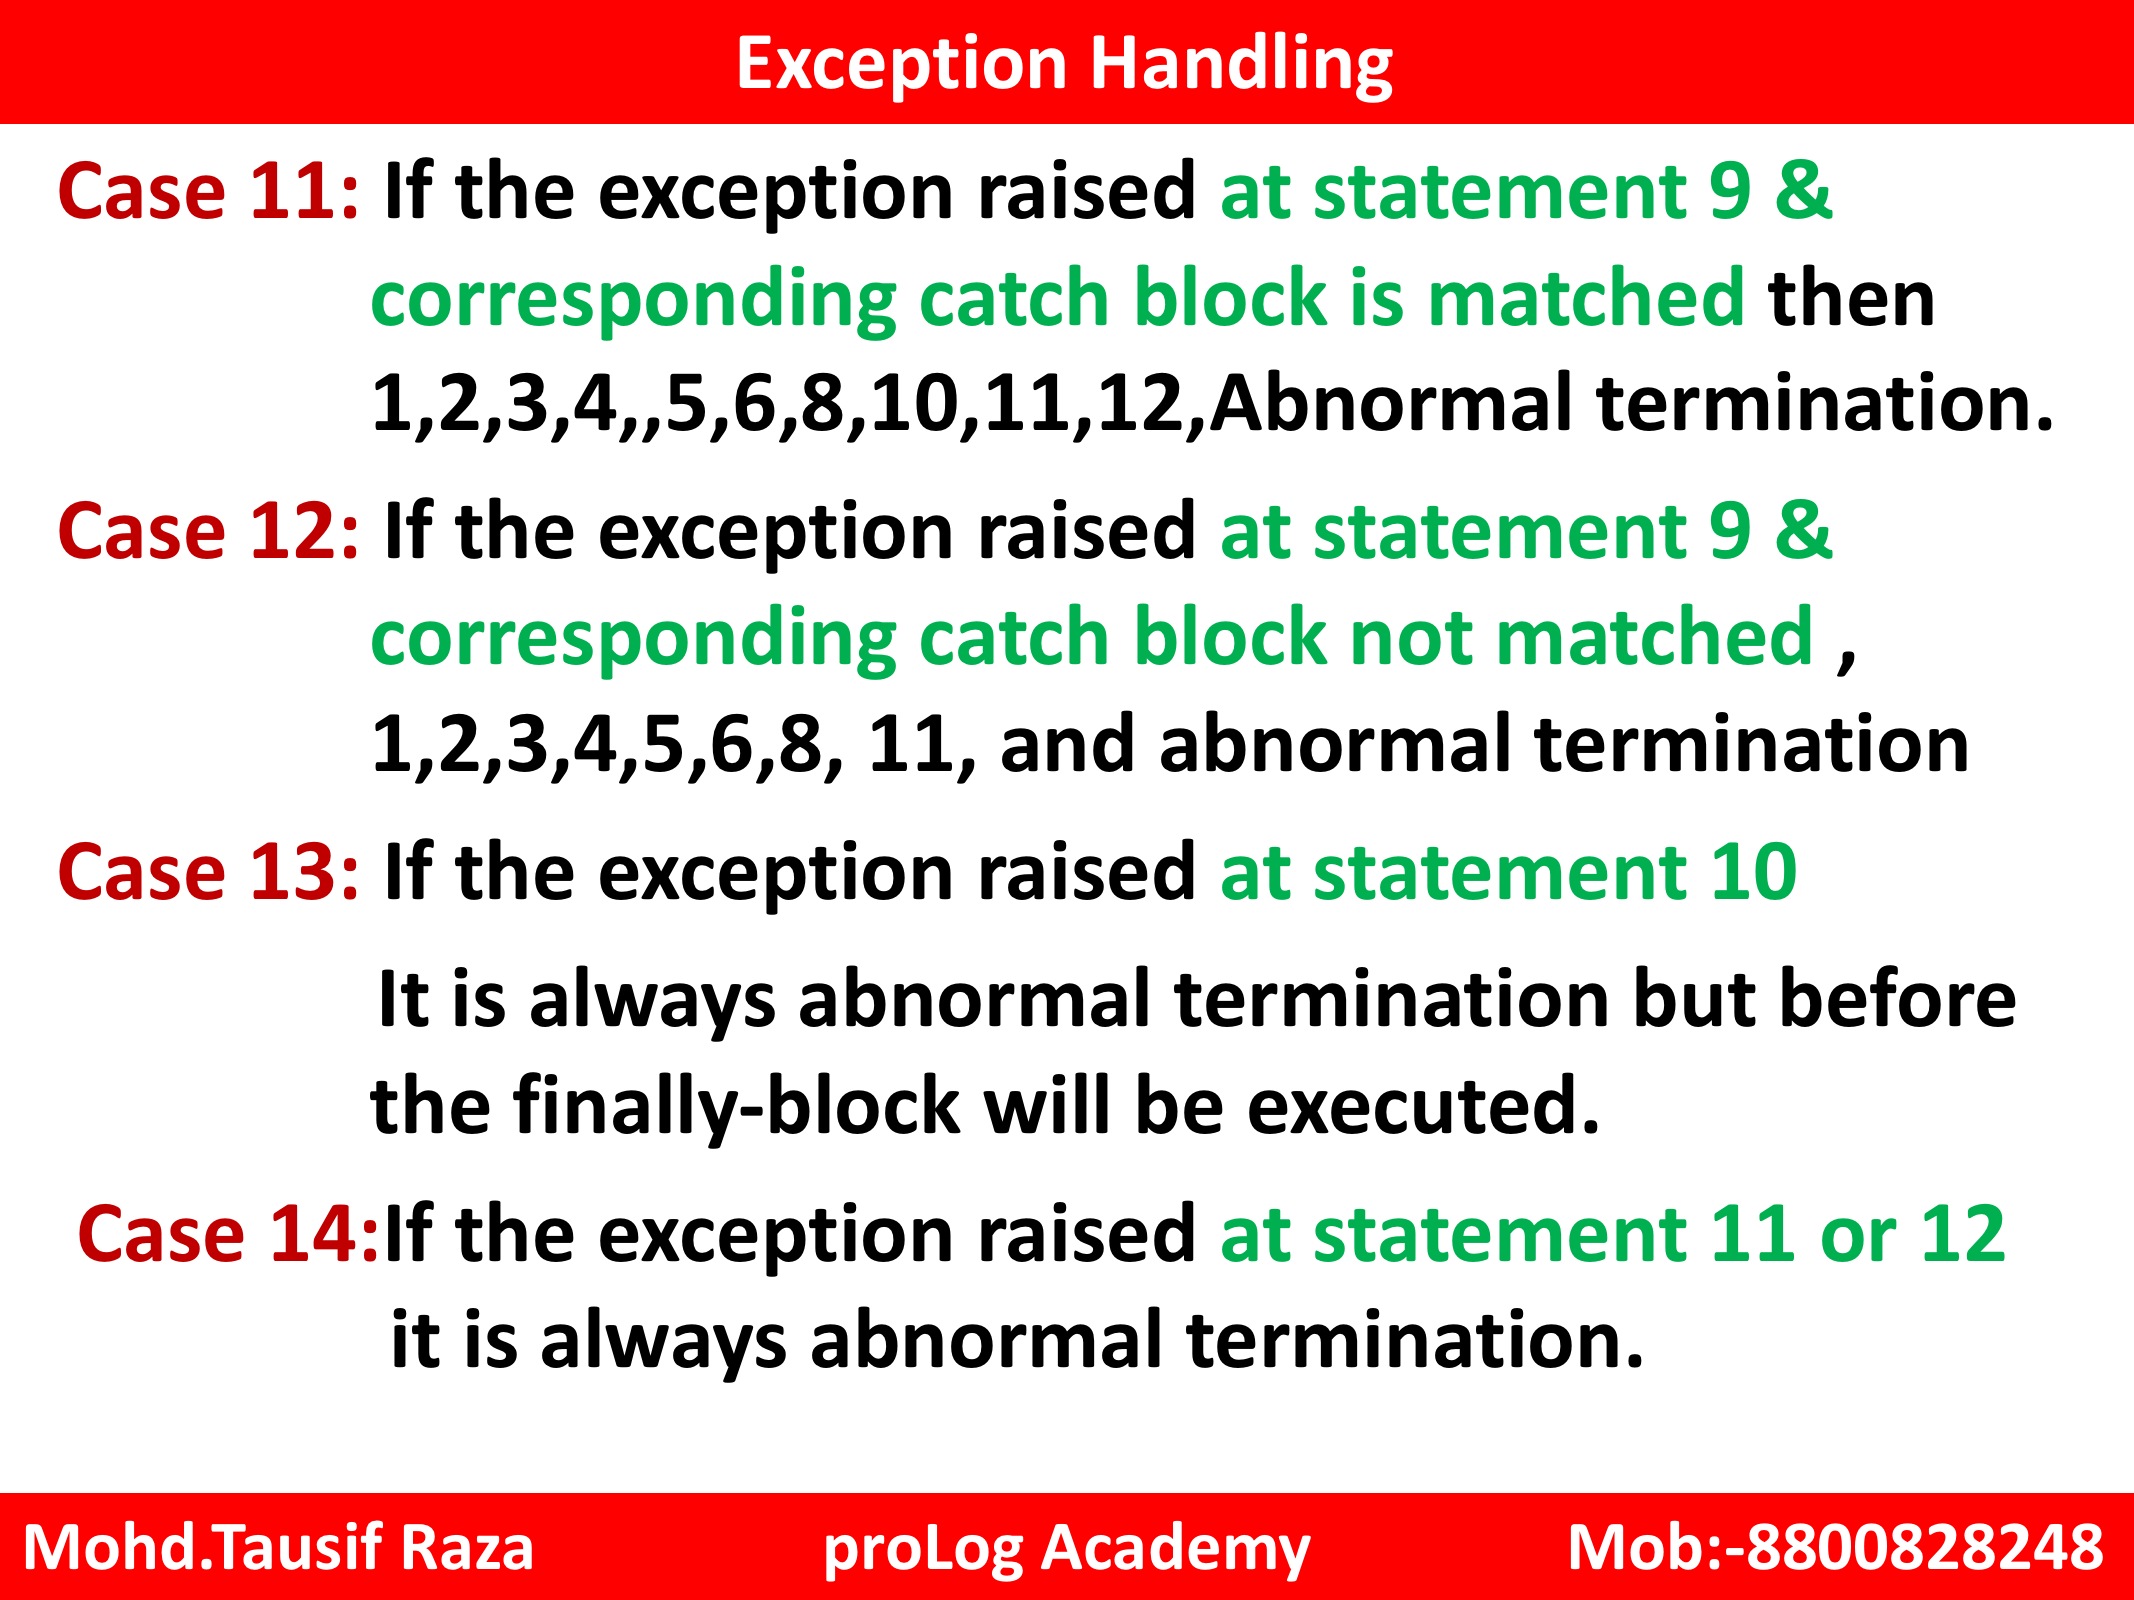 Exception Handling
Case 11: If the exception raised at statement 9 &
corresponding catch block is matched then
1,2,3,4,,5,6,8,10,11,12,Abnormal termination.
Case 12: If the exception raised at statement 9 &
corresponding catch block not matched ,
1,2,3,4,5,6,8, 11, and abnormal termination
Case 13: If the exception raised at statement 10
It is always abnormal termination but before
the finally-block will be executed.
Case 14:If the exception raised at statement 11 or 12
it is always abnormal termination.
Mohd.Tausif Raza proLog Academy Mob:-8800828248